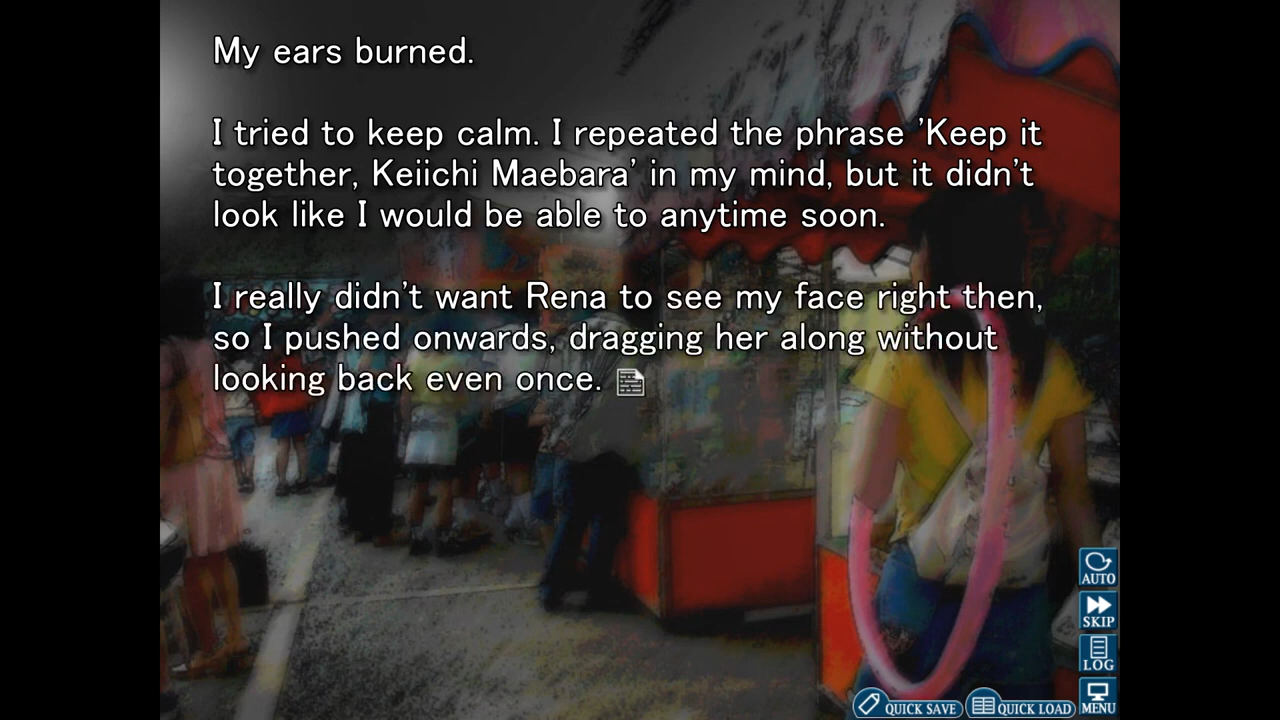 My ears burned.
I tried to keep calm. I repeated the phrase 'Keep it
together, Keiichi Maebara' in my mind, but it didn't
look like I would be able to anytime soon.
I really didn't want Rena to see my face right then,
so I pushed onwards, dragging her along without
looking back even once.
AUTO
SKIP
LOG
MENU
QUICK SAVE
QUICK LOAD